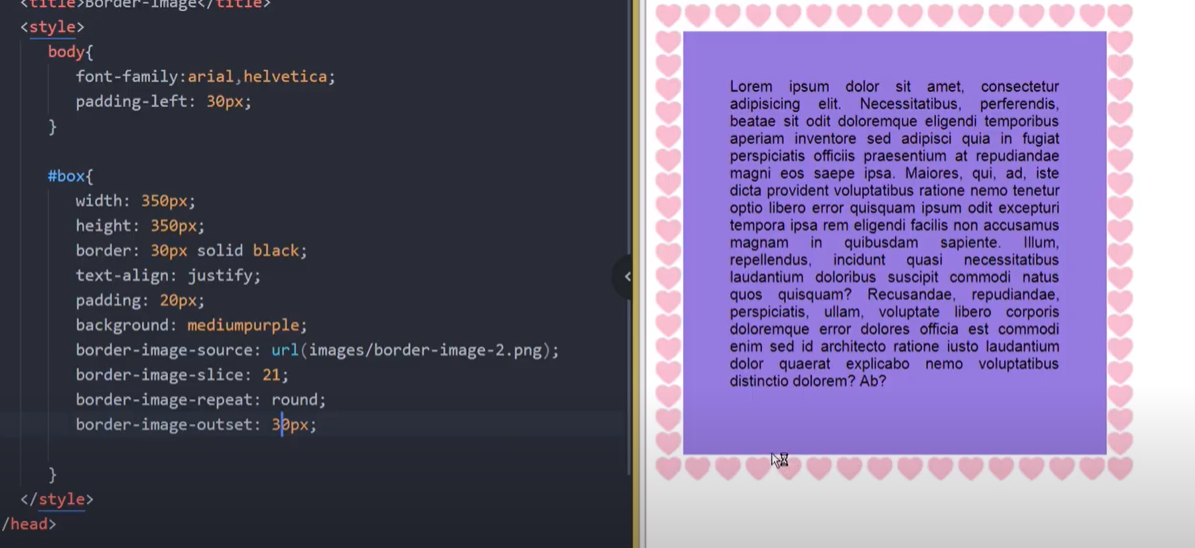 <title>Border-image</title>
<style>
body{
font-family:arial,helvetica;
padding-left: 30px;
}
#box{
width: 350px;
height: 350px;
border: 30px solid black;
text-align: justify;
padding: 20px;
background: mediumpurple;
border-image-source: url(images/border-image-2.png);
border-image-slice: 21;
border-image-repeat: round;
border-image-outset: 30px;
}
</style>
/head>
Lorem ipsum dolor sit amet, consectetur
adipisicing elit. Necessitatibus, perferendis,
beatae sit odit doloremque eligendi temporibus
aperiam inventore sed adipisci quia in fugiat
perspiciatis officiis praesentium at repudiandae
magni eos saepe ipsa. Maiores, qui, ad, iste
dicta provident voluptatibus ratione nemo tenetur
optio libero error quisquam ipsum odit excepturi
tempora ipsa rem eligendi facilis non accusamus
magnam in quibusdam sapiente. Illum,
repellendus, incidunt quasi necessitatibus
laudantium doloribus suscipit commodi natus
quos quisquam? Recusandae, repudiandae,
perspiciatis, ullam, voluptate libero corporis
doloremque error dolores officia est commodi
enim sed id architecto ratione iusto laudantium
dolor quaerat explicabo nemo voluptatibus
distinctio dolorem? Ab?